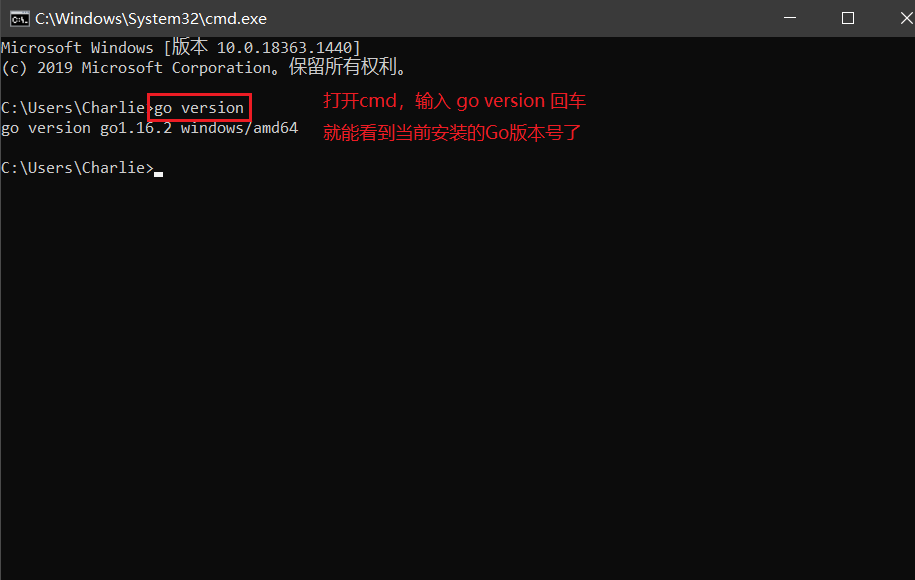 C:\Windows\System32\cmd.exe
Microsoft Windows [版本 10.0.18363.1440]
(c) 2019 Microsoft Corporation。保留所有权利。
C:\Users\Charlie>go version
打开cmd，输入 go version 回车
go version go1.16.2 windows/amd64
就能看到当前安装的Go版本号了
C:\Users\Charlie>